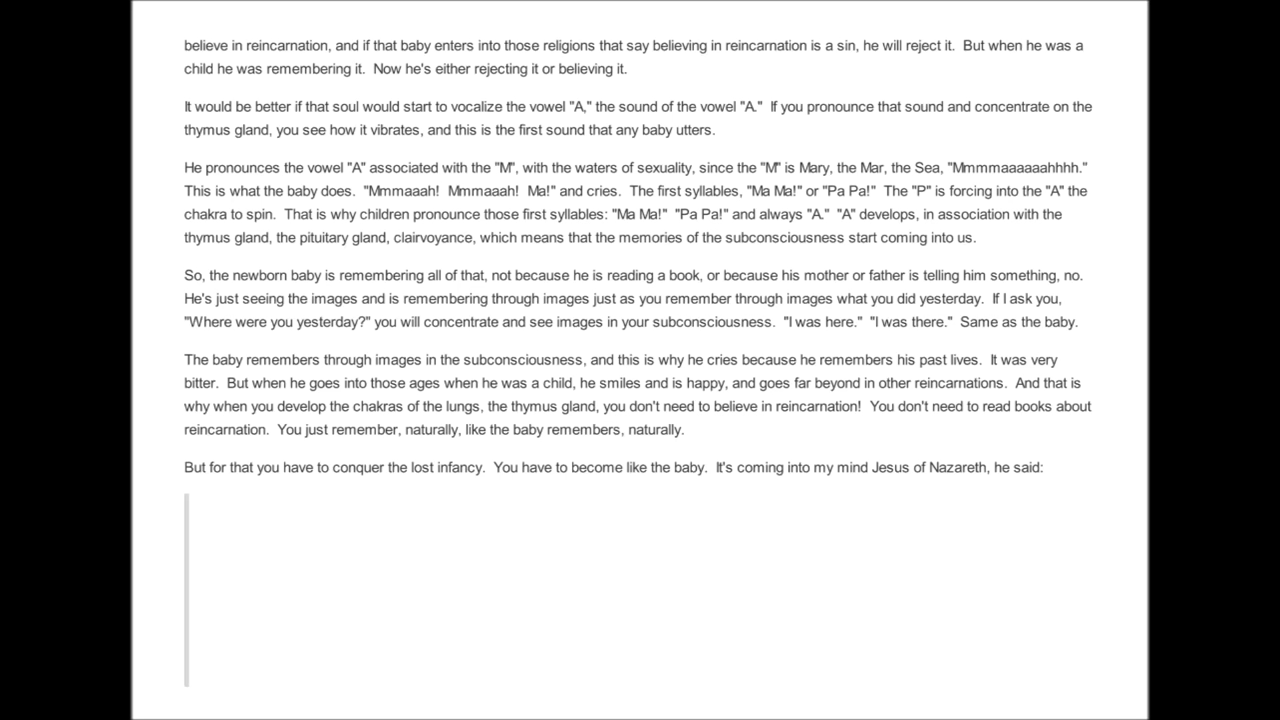 believe in reincarnation, and if that baby enters into those religions that say believing in reincarnation is a sin, he will reject it.  But when he was a
child he was remembering it.  Now he's either rejecting it or believing it.
It would be better if that soul would start to vocalize the vowel "A," the sound of the vowel "A."  If you pronounce that sound and concentrate on the
thymus gland, you see how it vibrates, and this is the first sound that any baby utters.
He pronounces the vowel "A" associated with the "M", with the waters of sexuality, since the "M" is Mary, the Mar, the Sea, "Mmmmaaaaaahhhh."
This is what the baby does.  "Mmmaaah!  Mmmaaah!  Ma!" and cries.  The first syllables, "Ma Ma!" or "Pa Pa!"  The "P" is forcing into the "A" the
chakra to spin.  That is why children pronounce those first syllables: "Ma Ma!"  "Pa Pa!" and always "A."  "A" develops, in association with the
thymus gland, the pituitary gland, clairvoyance, which means that the memories of the subconsciousness start coming into us.
So, the newborn baby is remembering all of that, not because he is reading a book, or because his mother or father is telling him something, no.
He's just seeing the images and is remembering through images just as you remember through images what you did yesterday.  If I ask you,
"Where were you yesterday?" you will concentrate and see images in your subconsciousness.  "I was here."  "I was there."  Same as the baby.
The baby remembers through images in the subconsciousness, and this is why he cries because he remembers his past lives.  It was very
bitter.  But when he goes into those ages when he was a child, he smiles and is happy, and goes far beyond in other reincarnations.  And that is
why when you develop the chakras of the lungs, the thymus gland, you don't need to believe in reincarnation!  You don't need to read books about
reincarnation.  You just remember, naturally, like the baby remembers, naturally.
But for that you have to conquer the lost infancy.  You have to become like the baby.  It's coming into my mind Jesus of Nazareth, he said: